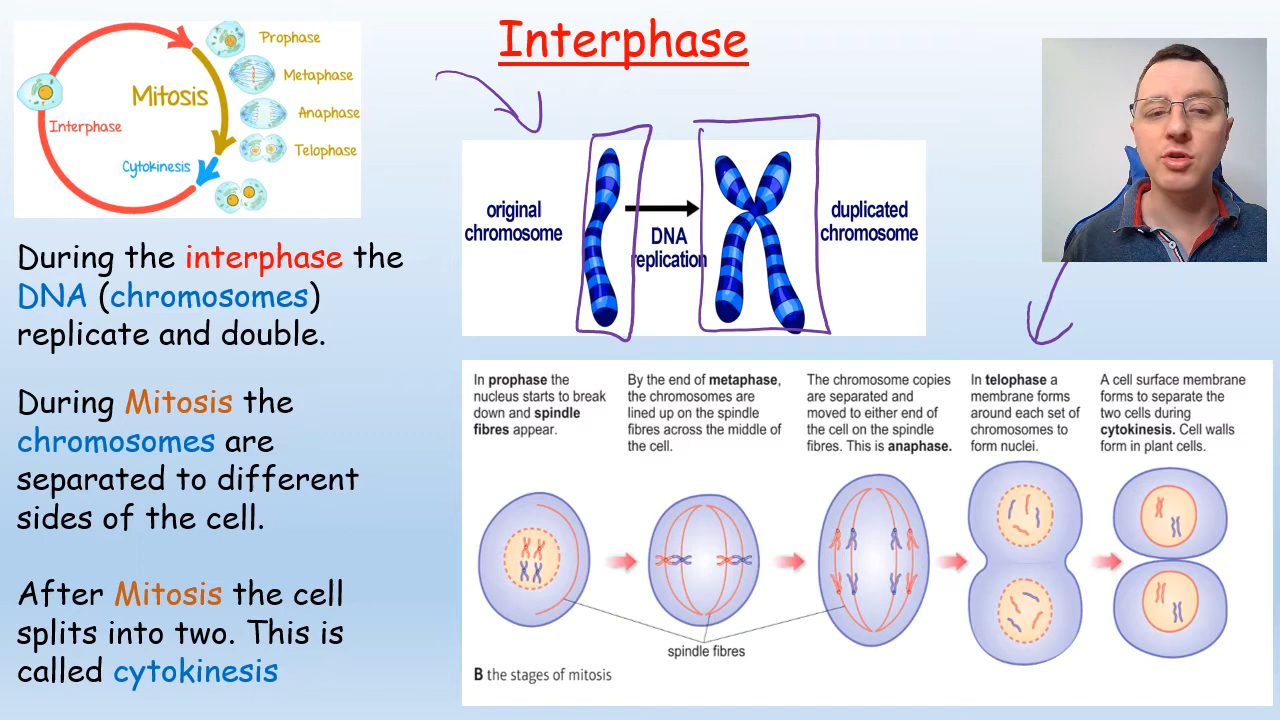 Interphase
Prophase
Metaphase
Mitosis
Anaphase
Interphase
Telophase
Cytokinesis
original
chromosome
DNA
replication
duplicated
chromosome
During the interphase the
DNA (chromosomes)
replicate and double.
During Mitosis the
chromosomes are
separated to different
sides of the cell.
After Mitosis the cell
splits into two. This is
called cytokinesis
In prophase the
nucleus starts to break
down and spindle
fibres appear.
By the end of metaphase,
the chromosomes are
lined up on the spindle
fibres across the middle of
the cell.
The chromosome copies
are separated and
moved to either end of
the cell on the spindle
fibres. This is anaphase.
In telophase a
membrane forms
around each set of
chromosomes to
form nuclei.
A cell surface membrane
forms to separate the
two cells during
cytokinesis. Cell walls
form in plant cells.
spindle fibres
B the stages of mitosis